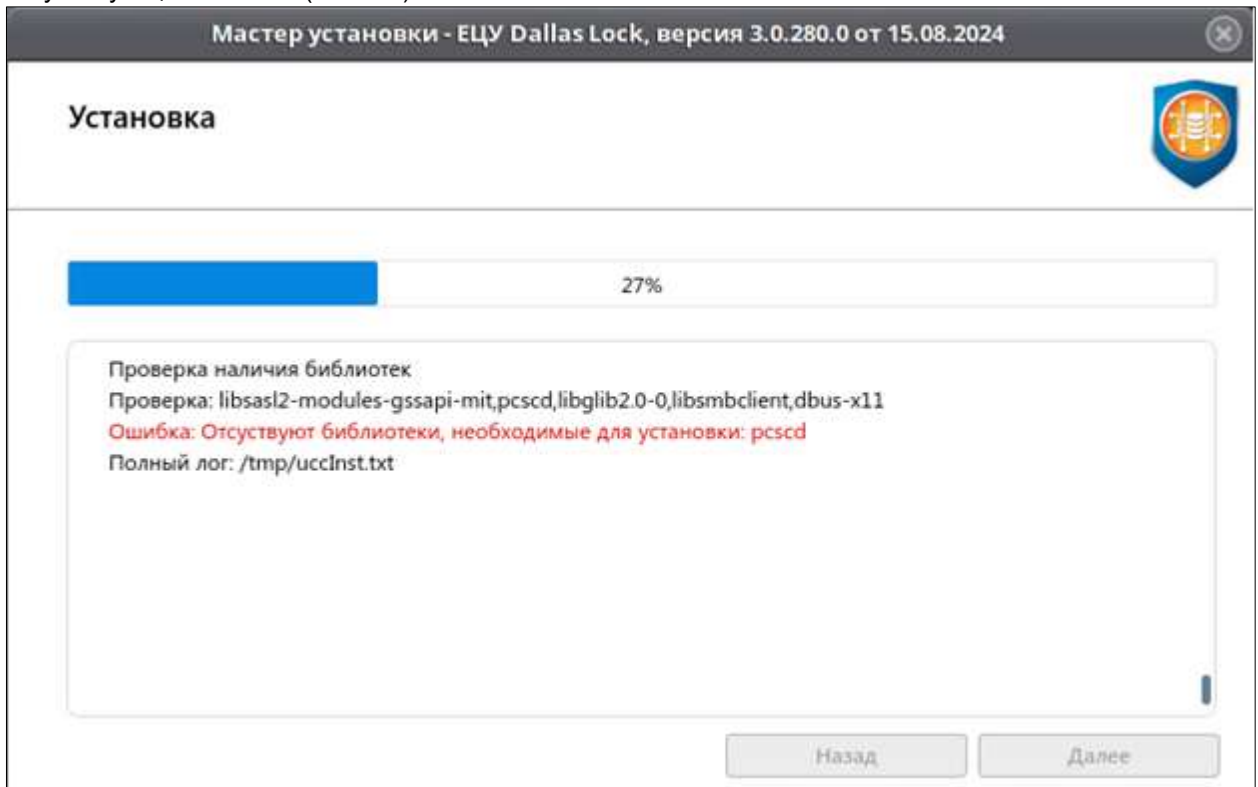 Мастер установки - ЕЦУ Dallas Lock, версия 3.0.280.0 от 15.08.2024
Установка
27%
Проверка наличия библиотек
Проверка: libsasl2-modules-gssapi-mit,pcscd,libglib2.0-0,libsmbclient,dbus-x11
Ошибка: Отсуствуют библиотеки, необходимые для установки: pcscd
Полный лог: /tmp/uccInst.txt
Назад
Далее